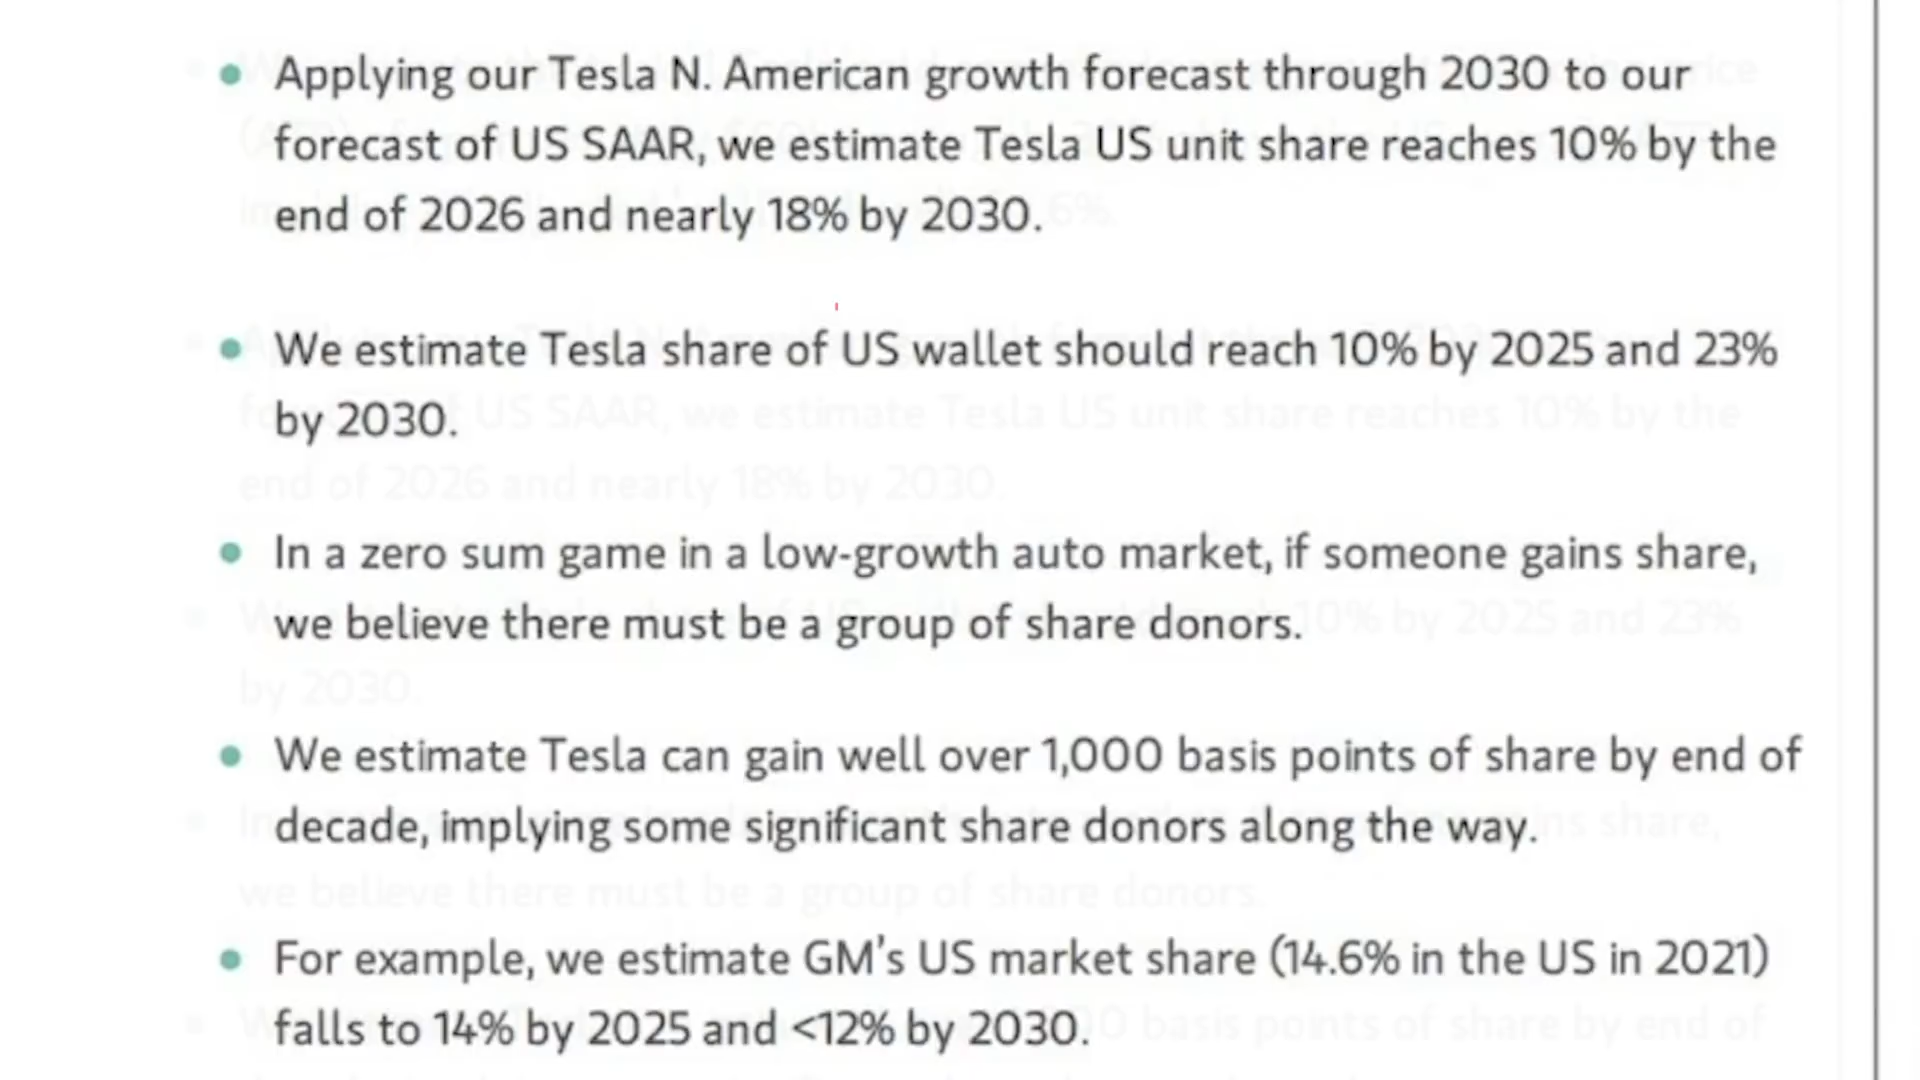 • Applying our Tesla N. American growth forecast through 2030 to our
forecast of US SAAR, we estimate Tesla US unit share reaches 10% by the
end of 2026 and nearly 18% by 2030.
• We estimate Tesla share of US wallet should reach 10% by 2025 and 23%
by 2030.
• In a zero sum game in a low-growth auto market, if someone gains share,
we believe there must be a group of share donors.
• We estimate Tesla can gain well over 1,000 basis points of share by end of
decade, implying some significant share donors along the way.
• For example, we estimate GM's US market share (14.6% in the US in 2021)
falls to 14% by 2025 and <12% by 2030.